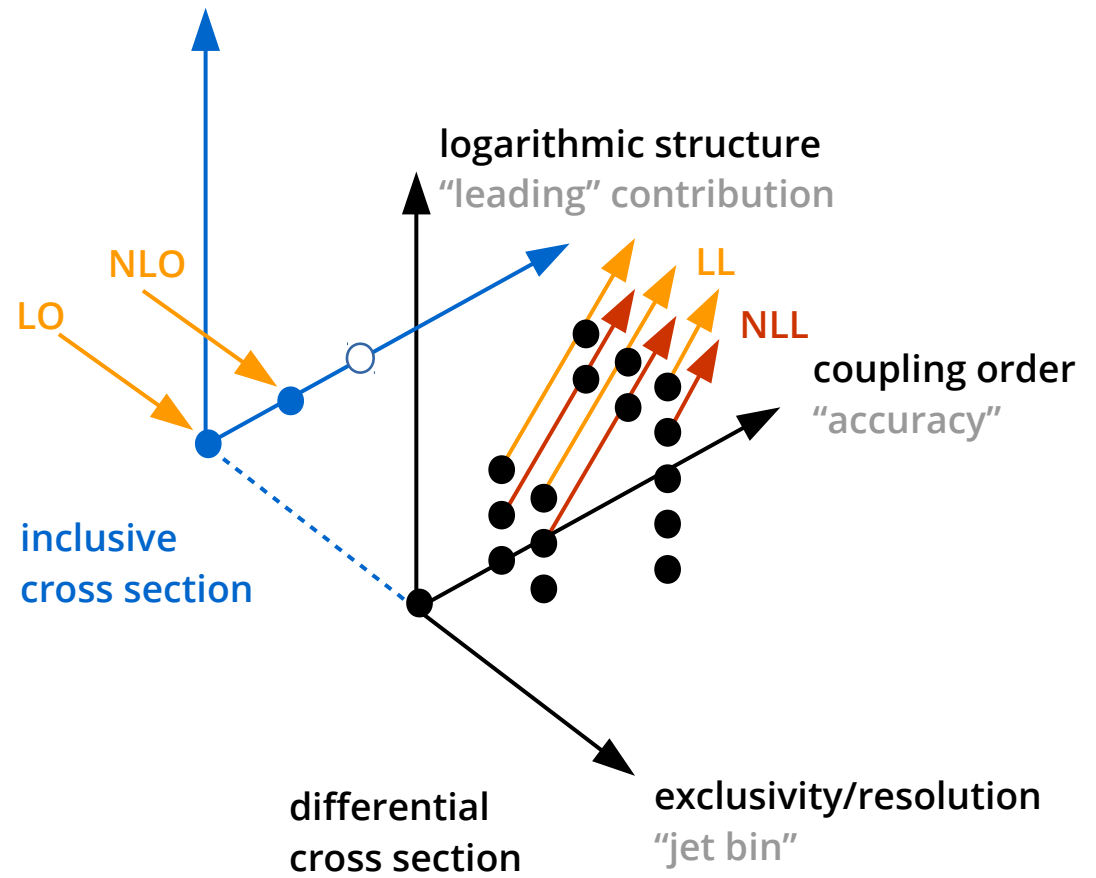 logarithmic structure
“leading” contribution
NLO
LL
LO
NLL
coupling order
“accuracy”
inclusive
cross section
differential
cross section
exclusivity/resolution
“jet bin”